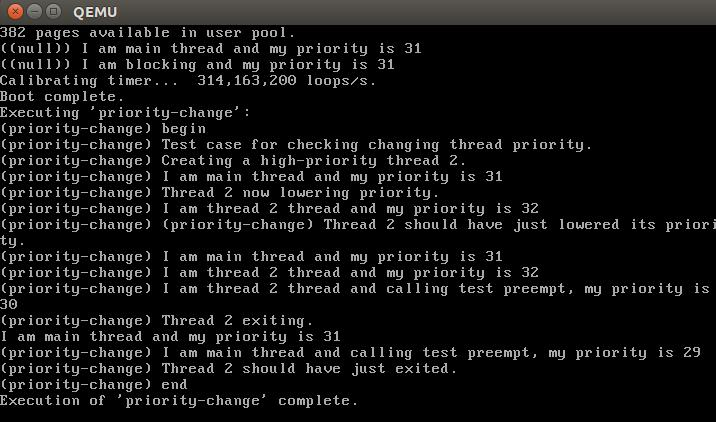 QEMU
382 pages available in user pool.
((null)) I am main thread and my priority is 31
((null)) I am blocking and my priority is 31
Calibrating timer...  314,163,200 loops/s.
Boot complete.
Executing 'priority-change':
(priority-change) begin
(priority-change) Test case for checking changing thread priority.
(priority-change) Creating a high-priority thread 2.
(priority-change) I am main thread and my priority is 31
(priority-change) Thread 2 now lowering priority.
(priority-change) I am thread 2 thread and my priority is 32
(priority-change) (priority-change) Thread 2 should have just lowered its priori
ty.
(priority-change) I am main thread and my priority is 31
(priority-change) I am thread 2 thread and my priority is 32
(priority-change) I am thread 2 thread and calling test preempt, my priority is
30
(priority-change) Thread 2 exiting.
I am main thread and my priority is 31
(priority-change) I am main thread and calling test preempt, my priority is 29
(priority-change) Thread 2 should have just exited.
(priority-change) end
Execution of 'priority-change' complete.